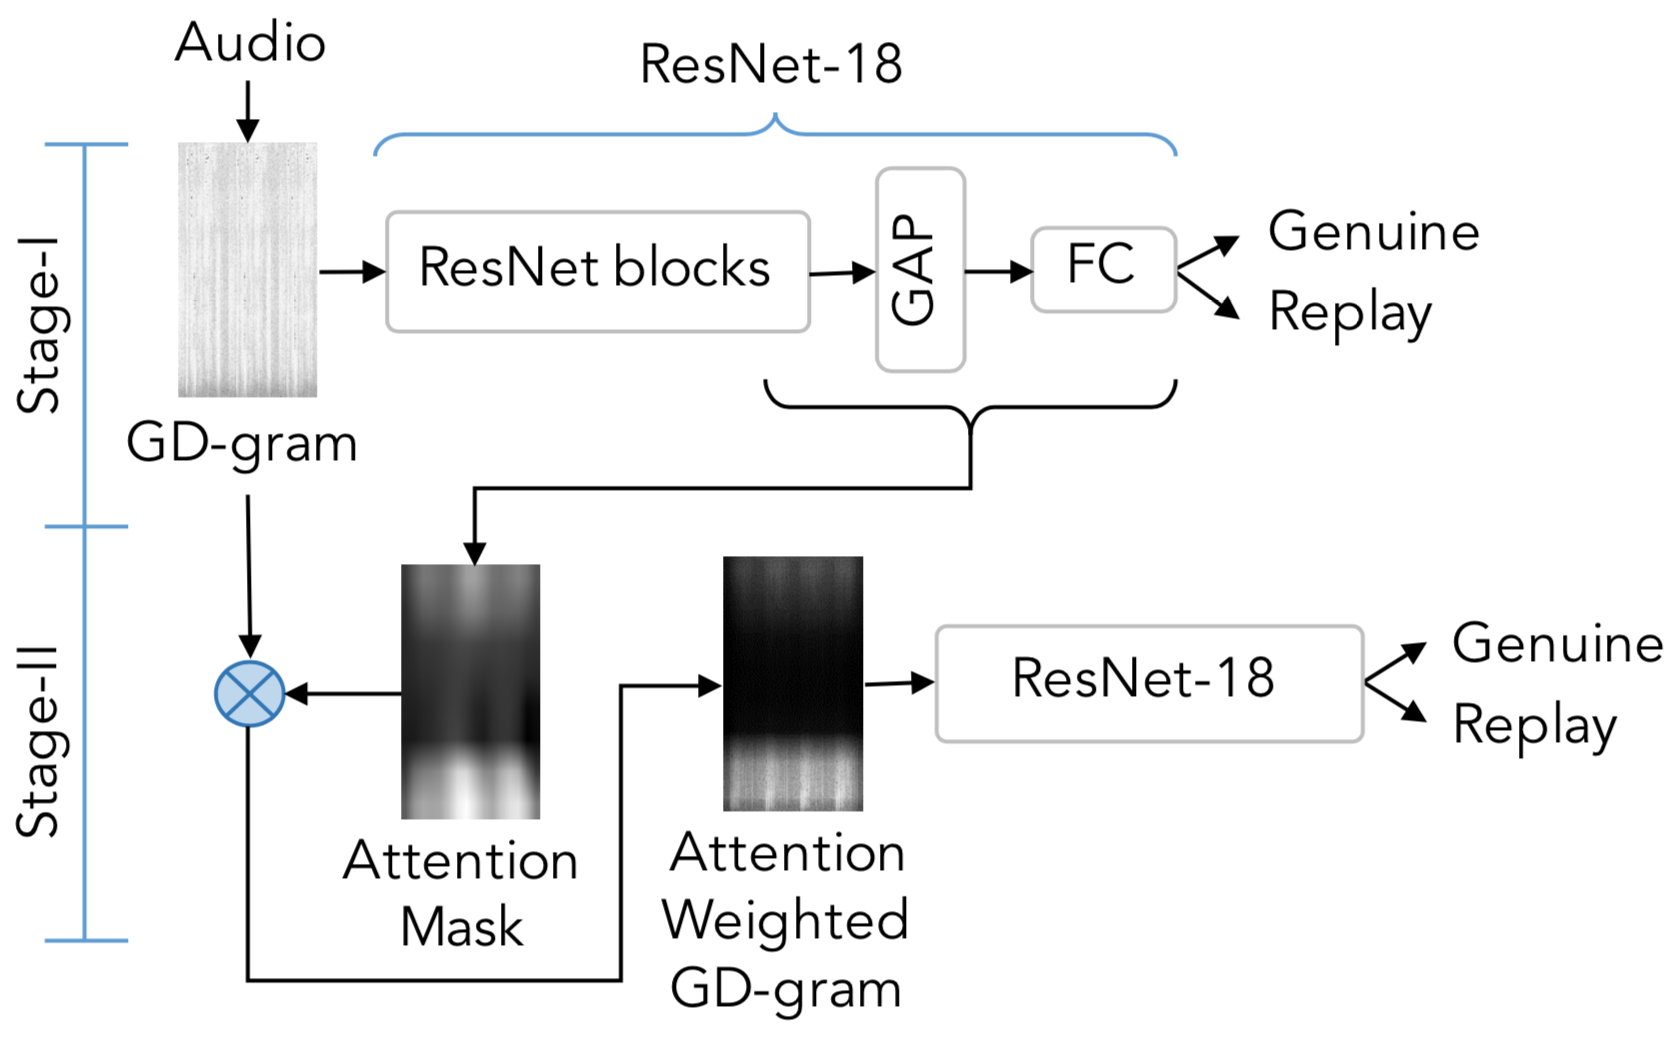 Audio
ResNet-18
Stage-I
ResNet blocks
GAP
FC
Genuine
Replay
GD-gram
Stage-II
Attention
Mask
Attention
Weighted
GD-gram
ResNet-18
Genuine
Replay